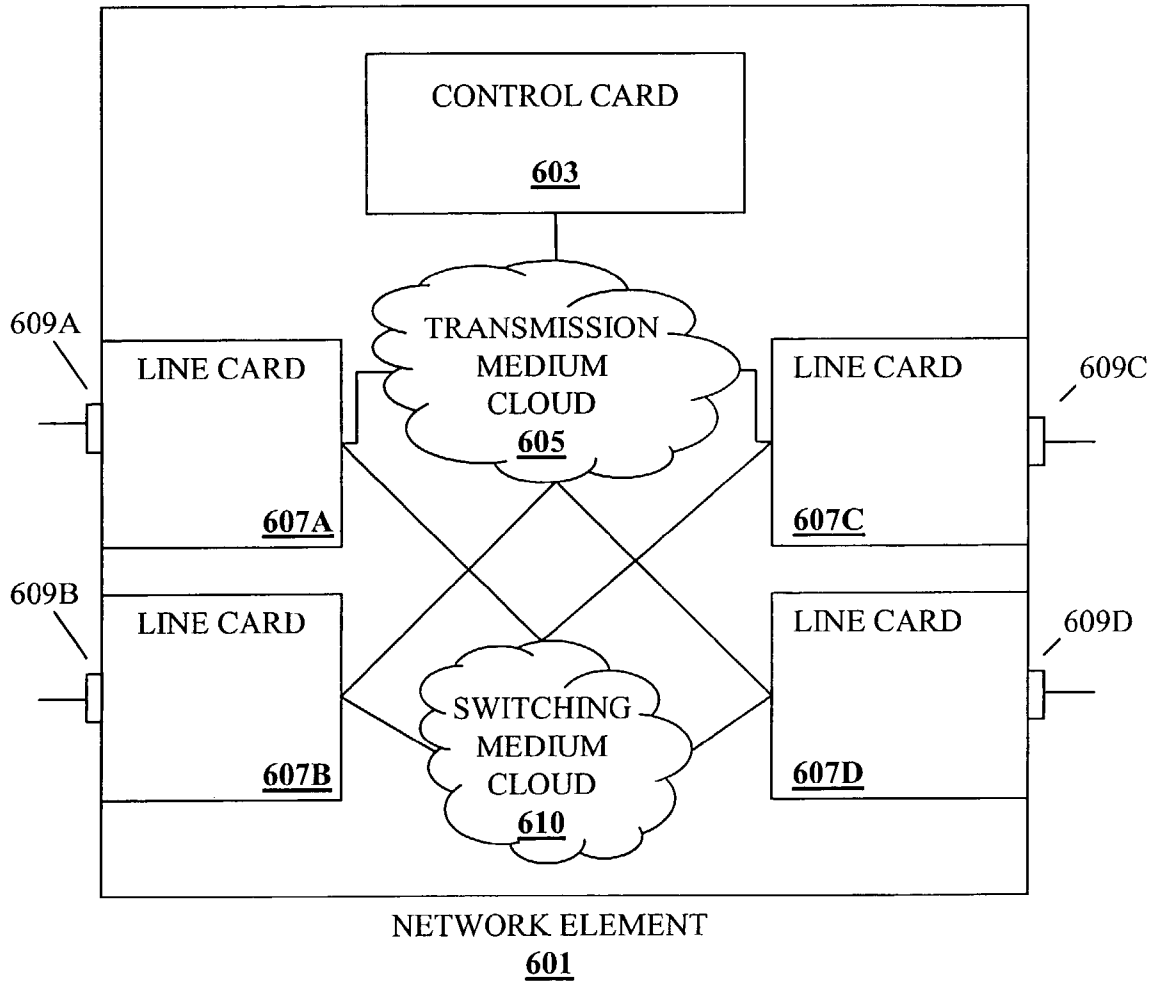 CONTROL CARD
603
TRANSMISSION
MEDIUM
CLOUD
605
609A
LINE CARD
607A
LINE CARD
607C
609C
609B
LINE CARD
607B
SWITCHING
MEDIUM
CLOUD
610
LINE CARD
607D
609D
NETWORK ELEMENT
601